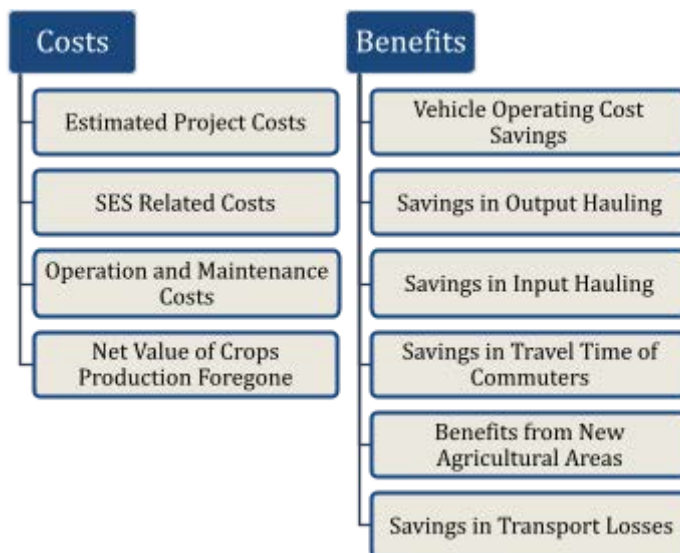 Costs
Estimated Project Costs
SES Related Costs
Operation and Maintenance
Costs
Net Value of Crops
Production Foregone
Benefits
Vehicle Operating Cost
Savings
Savings in Output Hauling
Savings in Input Hauling
Savings in Travel Time of
Commuters
Benefits from New
Agricultural Areas
Savings in Transport Losses